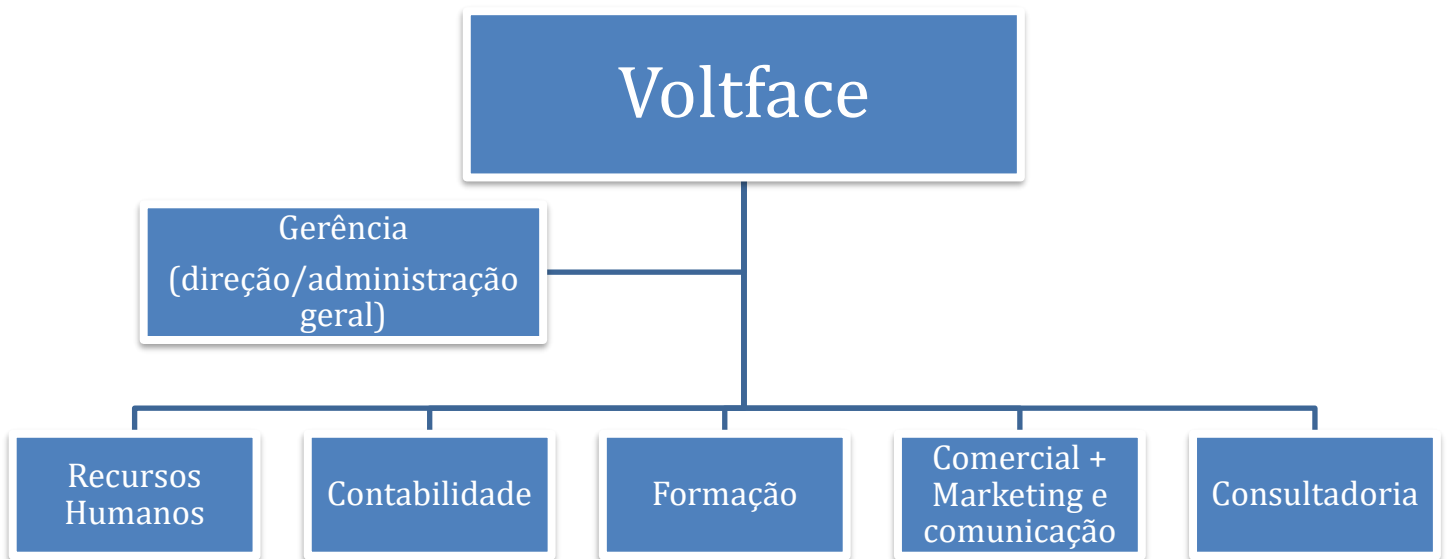 Voltface
Gerência
(direção/administração
geral)
Recursos
Humanos
Contabilidade
Formação
Comercial +
Marketing e
comunicação
Consultadoria